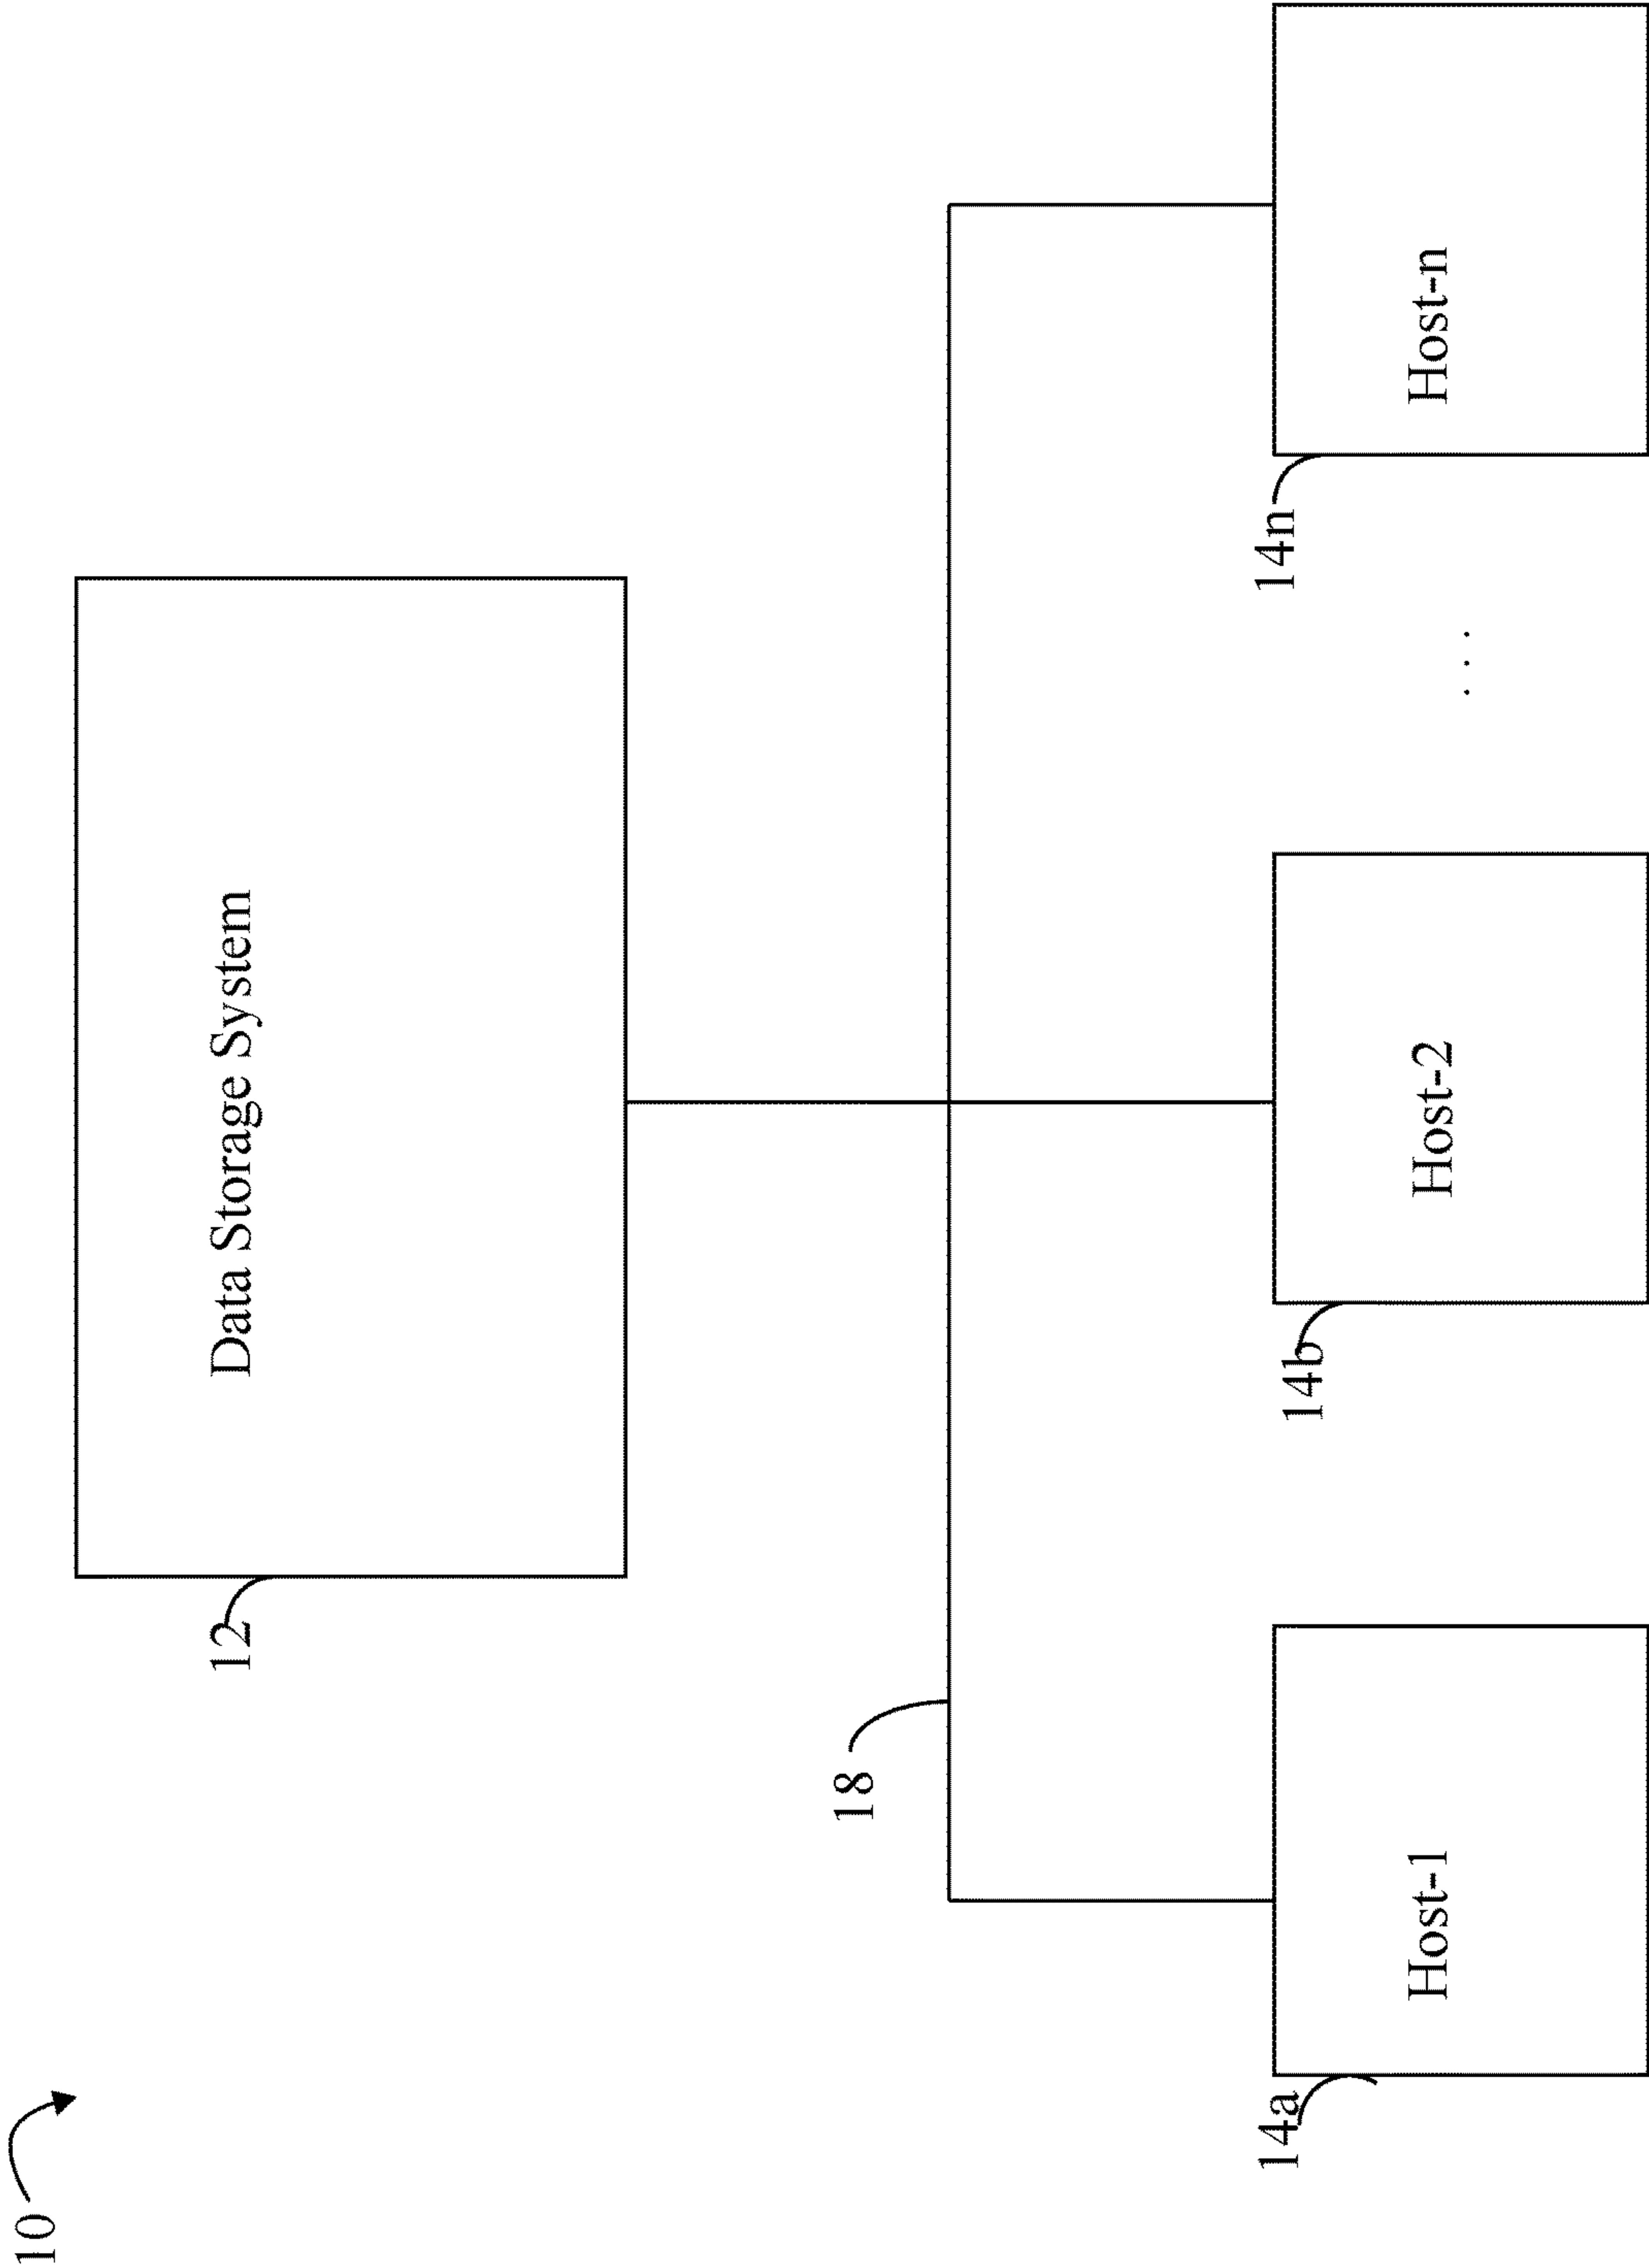 10
12
Data Storage System
18
14a
Host-1
14b
Host-2
. . .
14n
Host-n